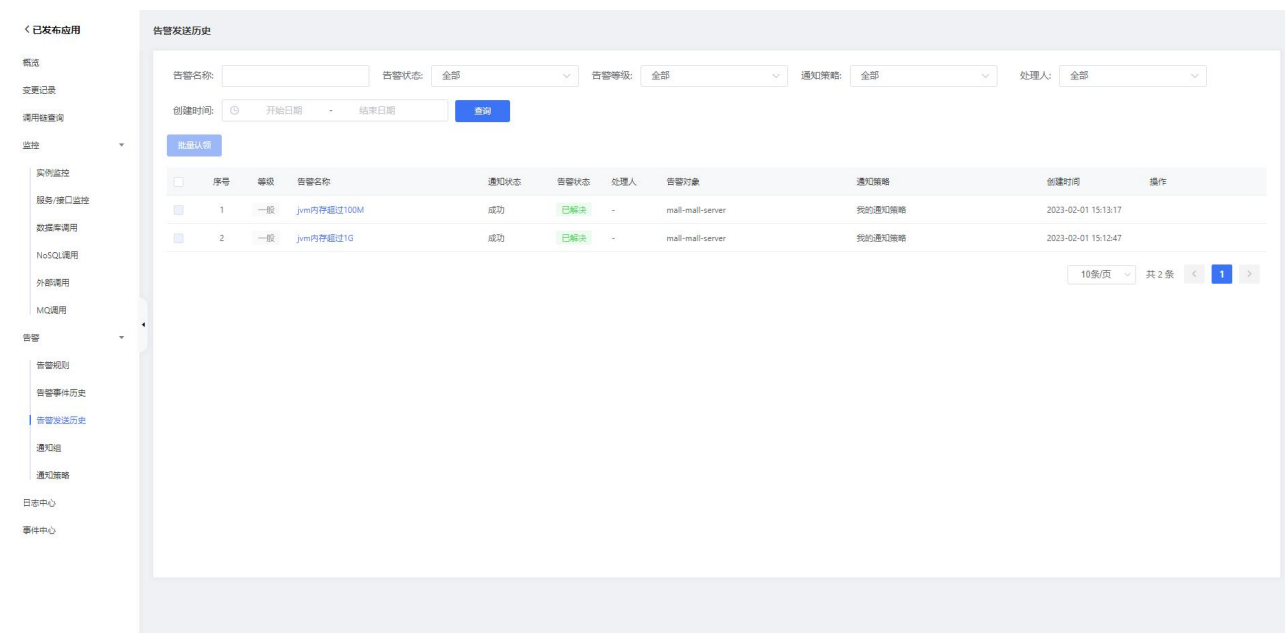 已发布应用
概览
变更记录
调用链查询
监控
实例监控
服务/接口监控
数据库调用
NoSQL调用
外部调用
MQ调用
告警
告警规则
告警事件历史
告警发送历史
通知组
通知策略
日志中心
事件中心
告警发送历史
告警名称: 告警状态: 全部 告警等级: 全部 通知策略: 全部 处理人: 全部
创建时间: 开始日期 - 结束日期 查询
批量认领
序号 等级 告警名称 通知状态 告警状态 处理人 告警对象 通知策略 创建时间 操作
1 一般 jvm内存超过100M 成功 已解决 - mall-mall-server 我的通知策略 2023-02-01 15:13:17
2 一般 jvm内存超过1G 成功 已解决 - mall-mall-server 我的通知策略 2023-02-01 15:12:47
10条/页 共 2 条 < 1 >